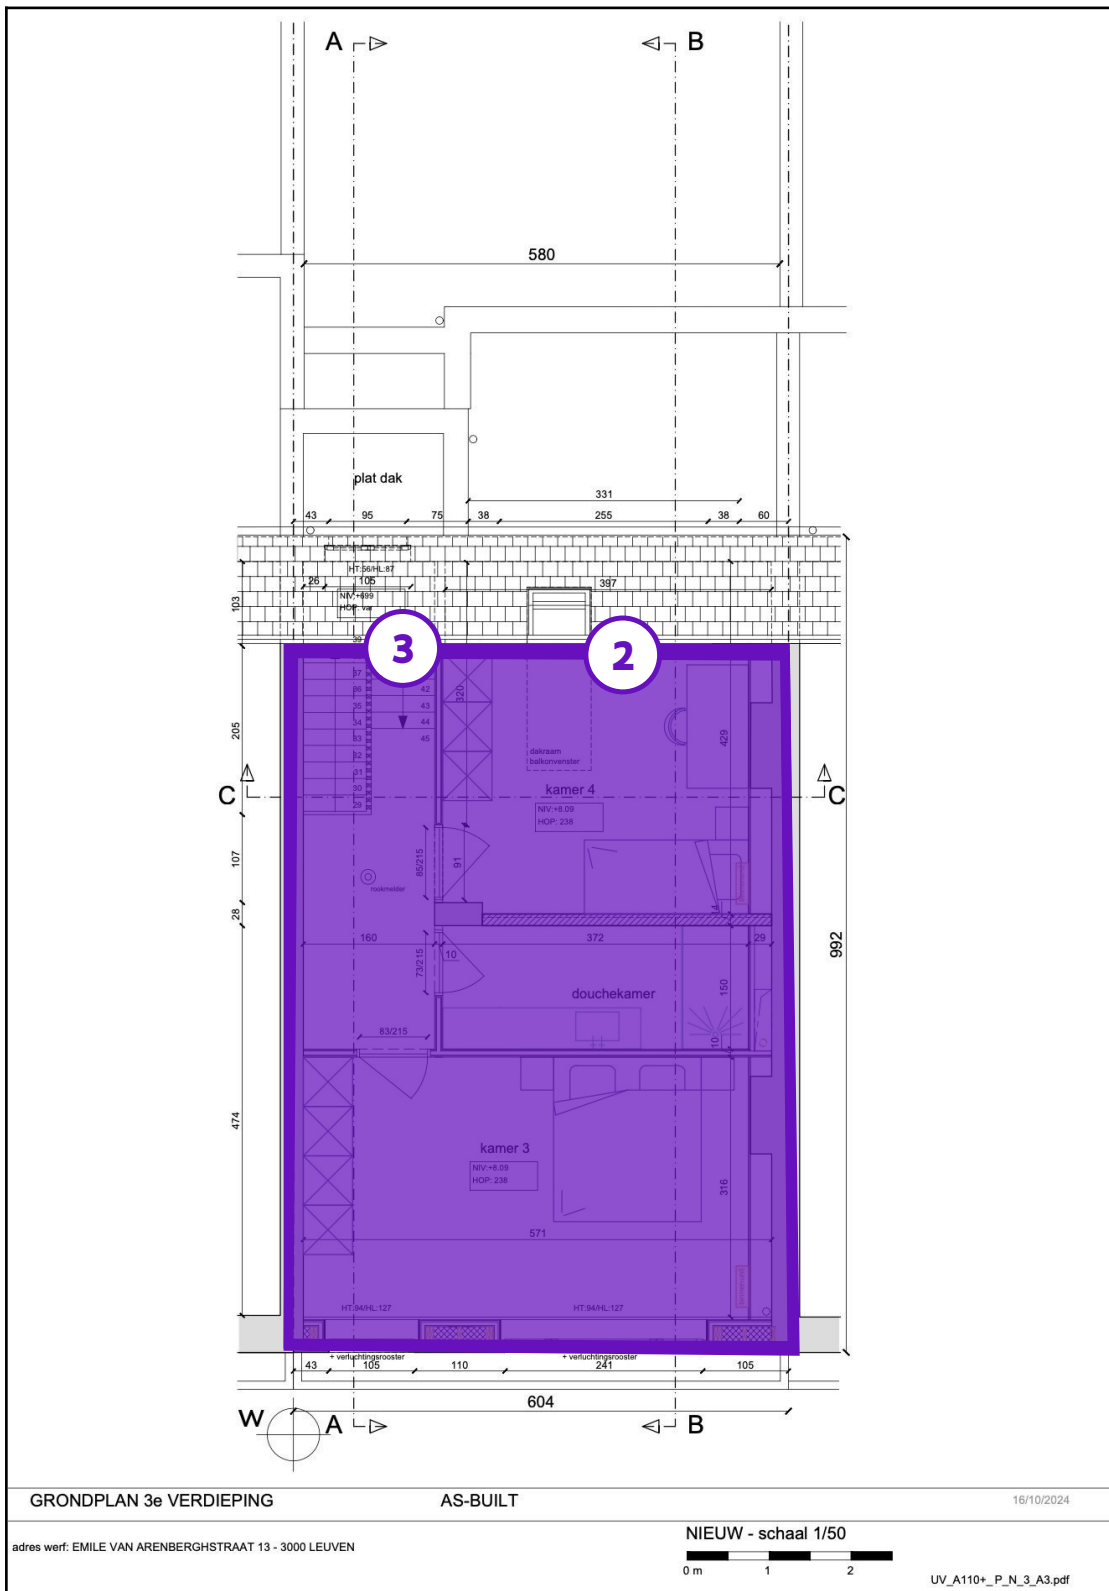 A B
580
plat dak
331
43 95 75 38 255 38 60
HT:56/HL:87
26 105 397
NIV:+699
HOP: var
103
39
3 2
37
36 42
35 43
34 44
33 45
32
31
30
29
320
429
205
dakraam
balkonvenster
C C
kamer 4
NIV:+8.09
HOP: 238
107
85/215
91
rookmelder
28
14
160 372 29
992
73/215
10
150
douchekamer
83/215
10
474
kamer 3
NIV:+8.09
HOP: 238
316
571
HT:94/HL:127 HT:94/HL:127
+ verluchtingsrooster + verluchtingsrooster
43 105 110 241 105
604
W A B
GRONDPLAN 3e VERDIEPING AS-BUILT 16/10/2024
adres werf: EMILE VAN ARENBERGHSTRAAT 13 - 3000 LEUVEN
NIEUW - schaal 1/50
0 m 1 2
UV_A110+_P_N_3_A3.pdf